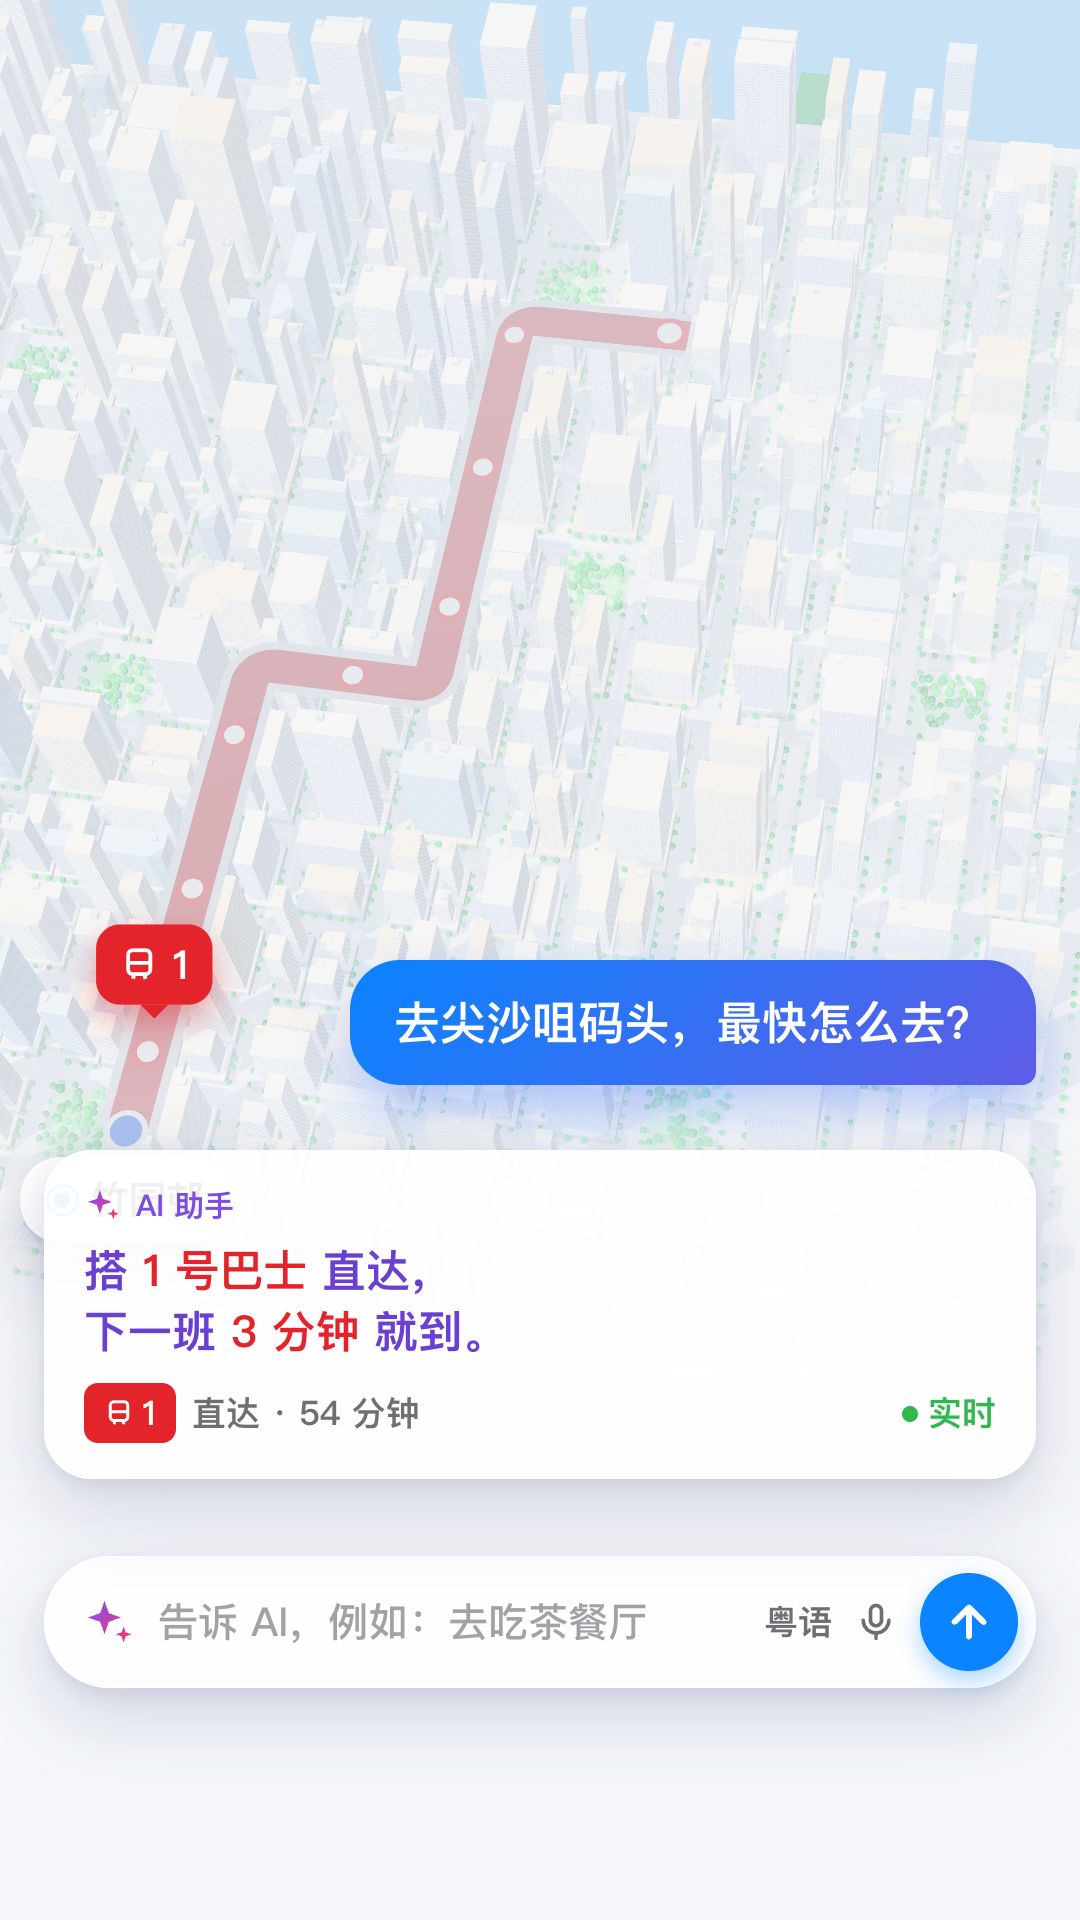 1
去尖沙咀码头，最快怎么去？
AI 助手
搭 1 号巴士 直达，
下一班 3 分钟 就到。
1 直达 · 54 分钟
实时
告诉 AI，例如：去吃茶餐厅
粤语